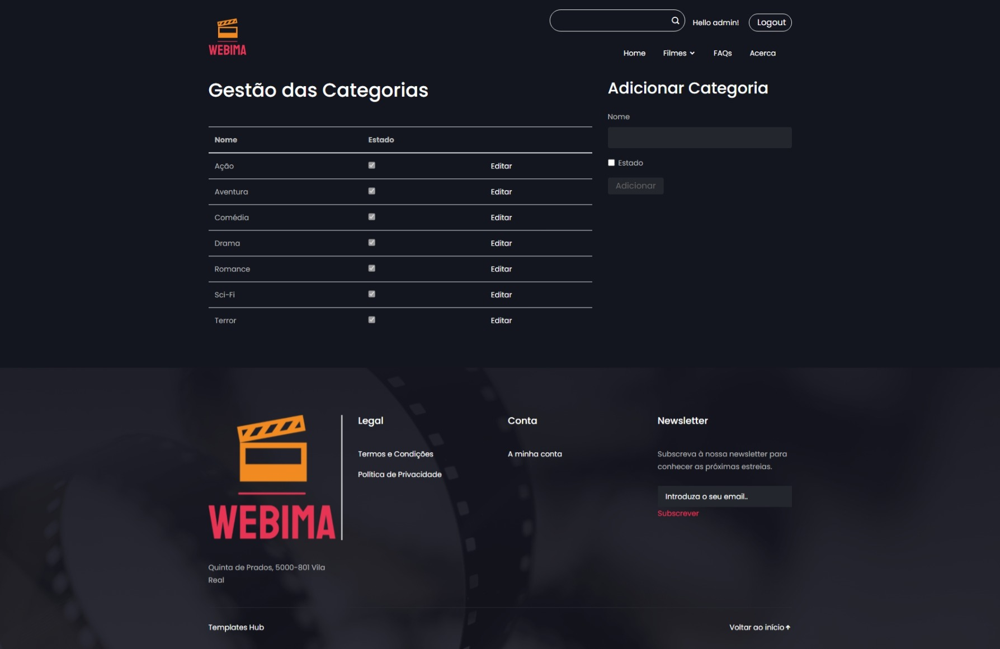 WEBIMA
Hello admin!
Logout
Home
Filmes
FAQs
Acerca
Gestão das Categorias
Nome
Estado
Ação
Editar
Aventura
Editar
Comédia
Editar
Drama
Editar
Romance
Editar
Sci-Fi
Editar
Terror
Editar
Adicionar Categoria
Nome
Estado
Adicionar
WEBIMA
Quinta de Prados, 5000-801 Vila
Real
Legal
Termos e Condições
Política de Privacidade
Conta
A minha conta
Newsletter
Subscreva à nossa newsletter para
conhecer as próximas estreias.
Introduza o seu email..
Subscrever
Templates Hub
Voltar ao início